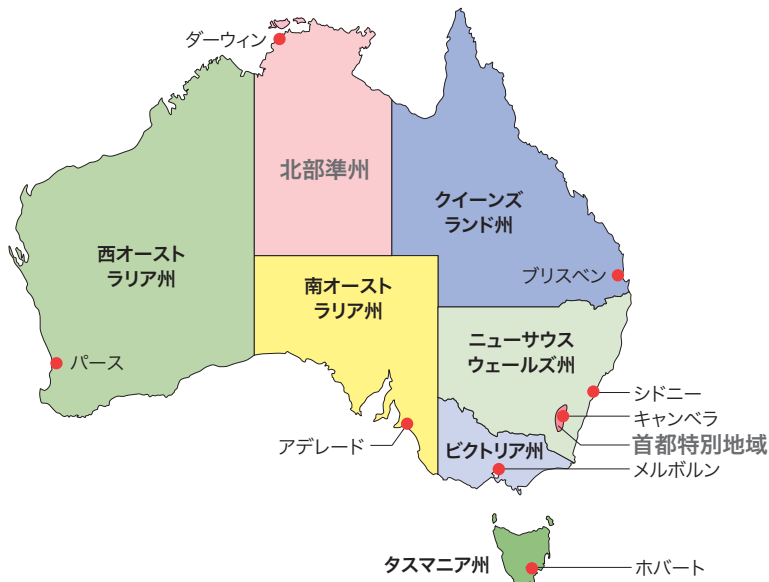 ダーウィン
北部準州
クイーンズ
ランド州
西オースト
ラリア州
ブリスベン
南オースト
ラリア州
ニューサウス
ウェールズ州
パース
シドニー
キャンベラ
首都特別地域
アデレード
ビクトリア州
メルボルン
タスマニア州
ホバート